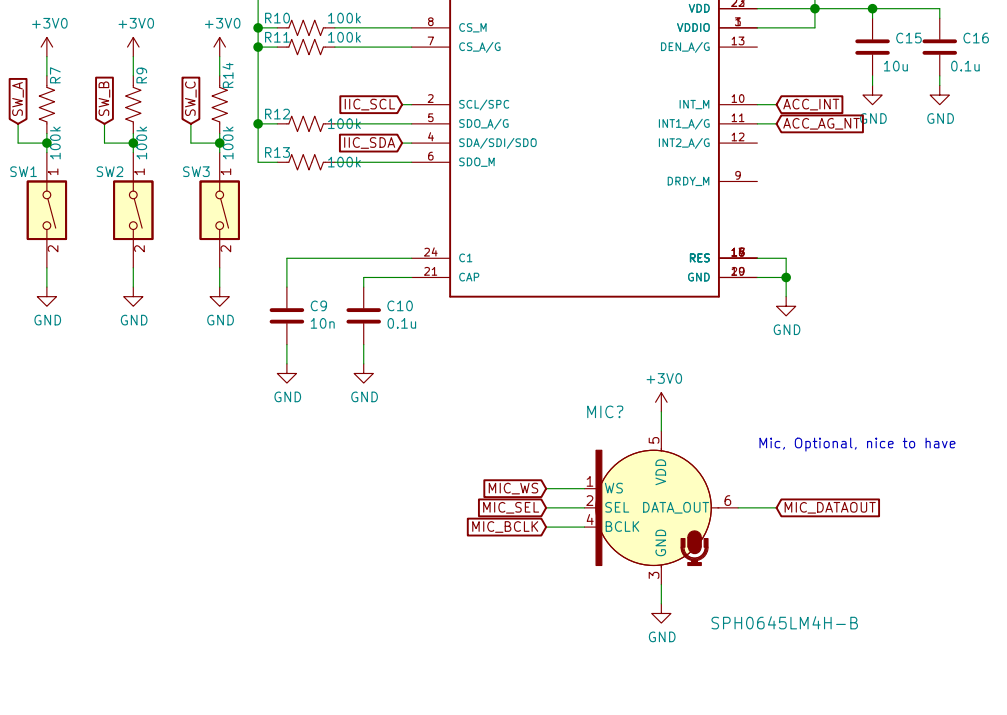 +3V0
+3V0
+3V0
SW_A
R7
100k
SW_B
R9
100k
SW_C
R14
100k
SW1
1
2
SW2
1
2
SW3
1
2
GND
GND
GND
R10 100k
R11 100k
R12 100k
R13 100k
IIC_SCL
IIC_SDA
8 CS_M
7 CS_A/G
2 SCL/SPC
5 SDO_A/G
4 SDA/SDI/SDO
6 SDO_M
24 C1
21 CAP
VDD
VDDIO
DEN_A/G 13
INT_M 10
INT1_A/G 11
INT2_A/G 12
DRDY_M 9
RES
GND
ACC_INT
C15
10u
GND
C16
0.1u
GND
GND
C9
10n
GND
C10
0.1u
GND
+3V0
MIC?
Mic, Optional, nice to have
5
VDD
MIC_WS 1 WS
MIC_SEL 2 SEL
MIC_BCLK 4 BCLK
DATA_OUT 6 MIC_DATAOUT
GND
3
GND
SPH0645LM4H-B